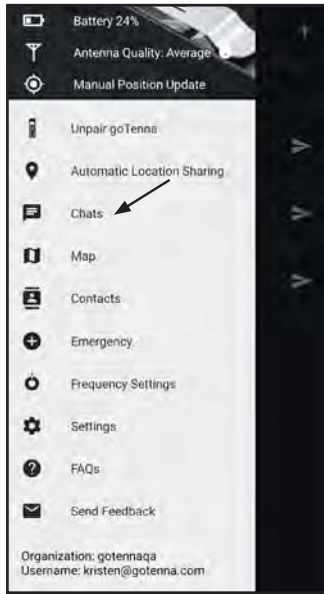 Battery 24%
Antenna Quality: Average
Manual Position Update
Unpair goTenna
Automatic Location Sharing
Chats
Map
Contacts
Emergency
Frequency Settings
Settings
FAQs
Send Feedback
Organization: gotennaqa
Username: kristen@gotenna.com